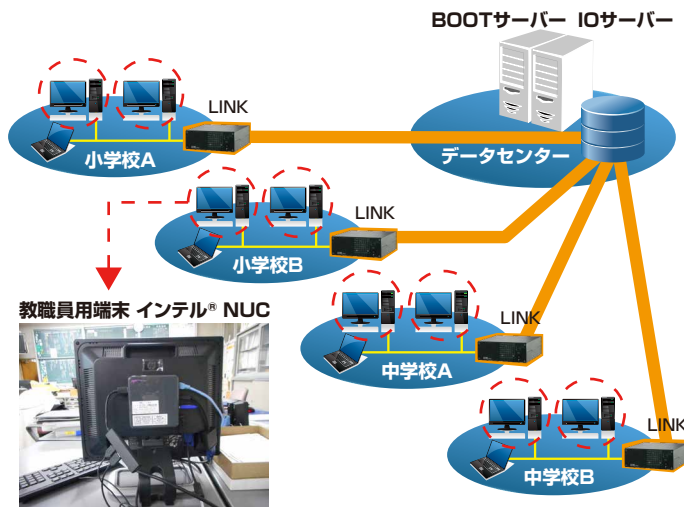 BOOTサーバー IOサーバー
LINK
データセンター
小学校A
LINK
小学校B
教職員用端末 インテル® NUC
LINK
中学校A
LINK
中学校B